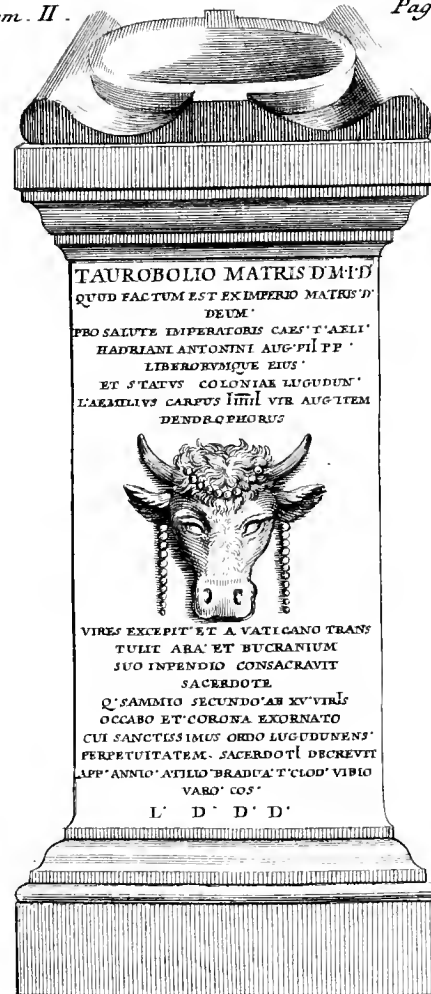 m. II.
Pag
TAUROBOLIO MATRIS D·M·I·D·
QUOD FACTUM EST EX IMPERIO MATRIS·D·
DEUM·
PRO SALUTE IMPERATORIS CAES·T·AELI·
HADRIANI ANTONINI AUG·PII PP·
LIBERORUMQUE EIUS·
ET STATVS COLONIAE LUGUDUN·
L·AEMILIVS CARPUS IIIIII VIR AUG·ITEM
DENDROPHORUS
VIRES EXCEPIT·ET A VATICANO TRANS
TULIT ARA·ET BUCRANIUM
SUO INPENDIO CONSACRAVIT
SACERDOTE
Q·SAMMIO SECUNDO·AB XV·VIRIS
OCCABO ET·CORONA EXORNATO
CUI SANCTISSIMUS ORDO LUGUDUNENS·
PERPETUITATEM·SACERDOTI DECREVIT
APP·ANNIO·ATILIO·BRADUA·T·CLOD·VIBIO
VARO·COS·
L· D· D· D·